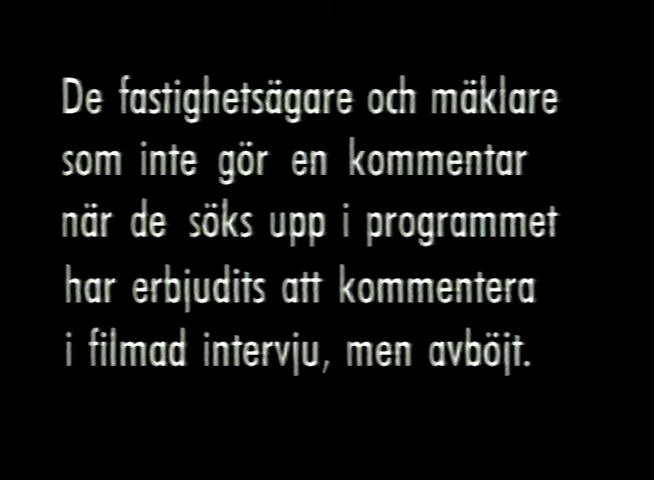 De fastighetsägare och mäklare
som inte gör en kommentar
när de söks upp i programmet
har erbjudits att kommentera
i filmad intervju, men avböjt.